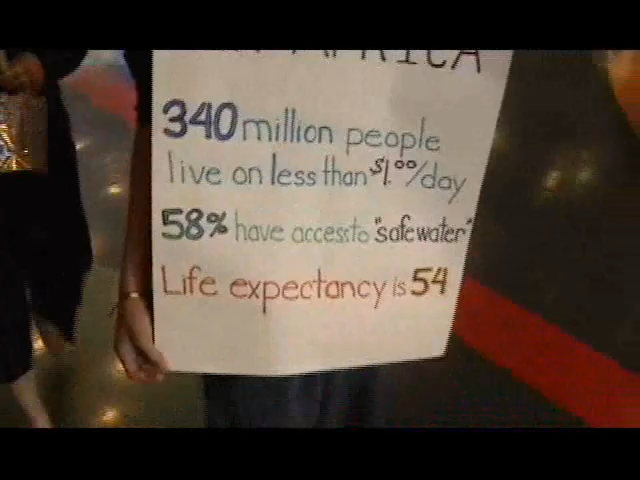 AFRICA
340 million people
live on less than $1.00/day
58% have access to "safe water"
Life expectancy is 54